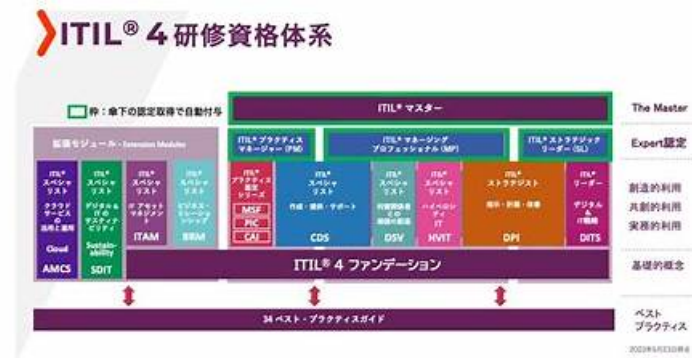 ITIL® 4 研修資格体系
枠：傘下の認定取得で自動付与
ITIL® マスター
The Master
拡張モジュール - Extension Modules
ITIL® プラクティス
マネージャー (PM)
ITIL® マネージング
プロフェッショナル (MP)
ITIL® ストラテジック
リーダー (SL)
Expert認定
ITIL®
スペシャ
リスト
クラウド
サービス
の
Cloud
AMCS
ITIL®
スペシャ
リスト
デジタル &
ITの
サスティナ
ビリティ
Sustain-
ability
SDIT
ITIL®
スペシャ
リスト
IT アセット
マネジメン
ト
ITAM
ITIL®
スペシャ
リスト
ビジネス・
リレーショ
ンシップ
BRM
ITIL®
プラクティス
シリーズ
MSF
PIC
CAI
ITIL®
スペシャ
リスト
作成・提供・サポート
CDS
ITIL®
スペシャ
リスト
利害関係者
との
DSV
ITIL®
スペシャ
リスト
ハイベロシ
ティ
IT
HVIT
ITIL®
ストラテジスト
指示・計画・改善
DPI
ITIL®
リーダー
デジタル
&
IT戦略
DITS
創造的利用
共創的利用
実務的利用
ITIL® 4 ファンデーション
基礎的概念
34 ベスト・プラクティスガイド
ベスト
プラクティス